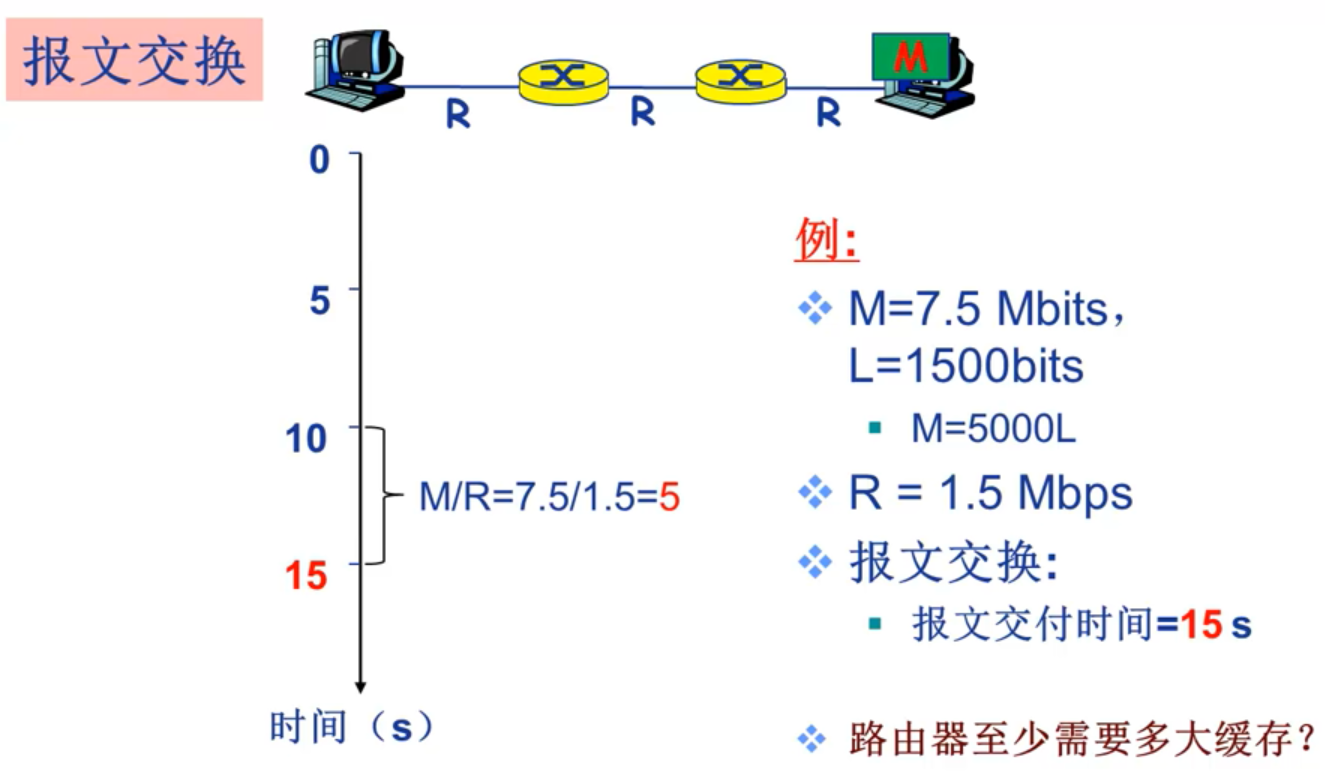 报文交换
M
R
R
R
0
5
10
15
M/R=7.5/1.5=5
时间（s）
例:
M=7.5 Mbits，
L=1500bits
M=5000L
R = 1.5 Mbps
报文交换:
报文交付时间=15 s
路由器至少需要多大缓存？